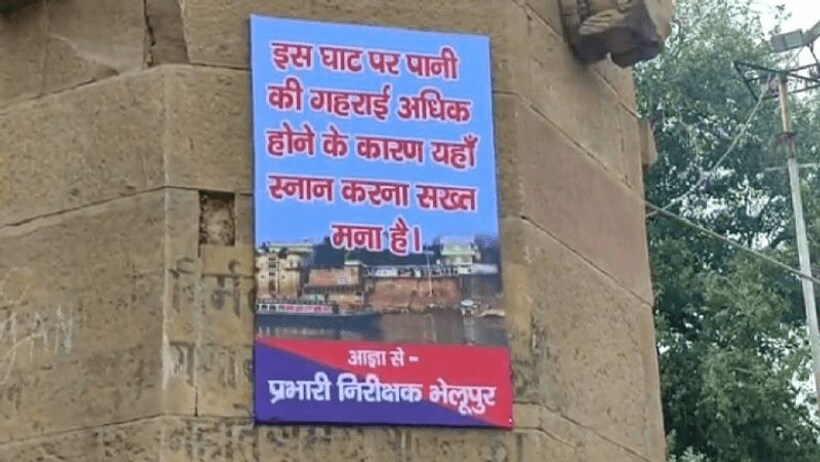 इस घाट पर पानी
की गहराई अधिक
होने के कारण यहाँ
स्नान करना सख्त
मना है।
आज्ञा से -
प्रभारी निरीक्षक भेलूपुर